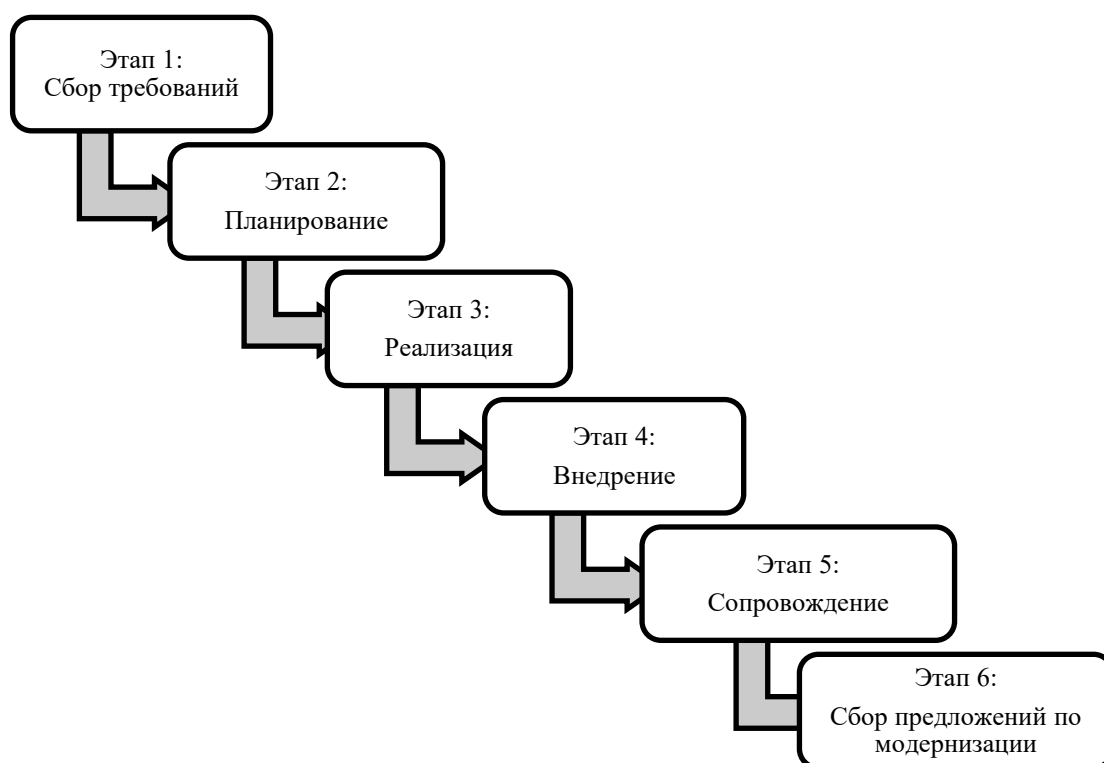 Этап 1:
Сбор требований
Этап 2:
Планирование
Этап 3:
Реализация
Этап 4:
Внедрение
Этап 5:
Сопровождение
Этап 6:
Сбор предложений по
модернизации